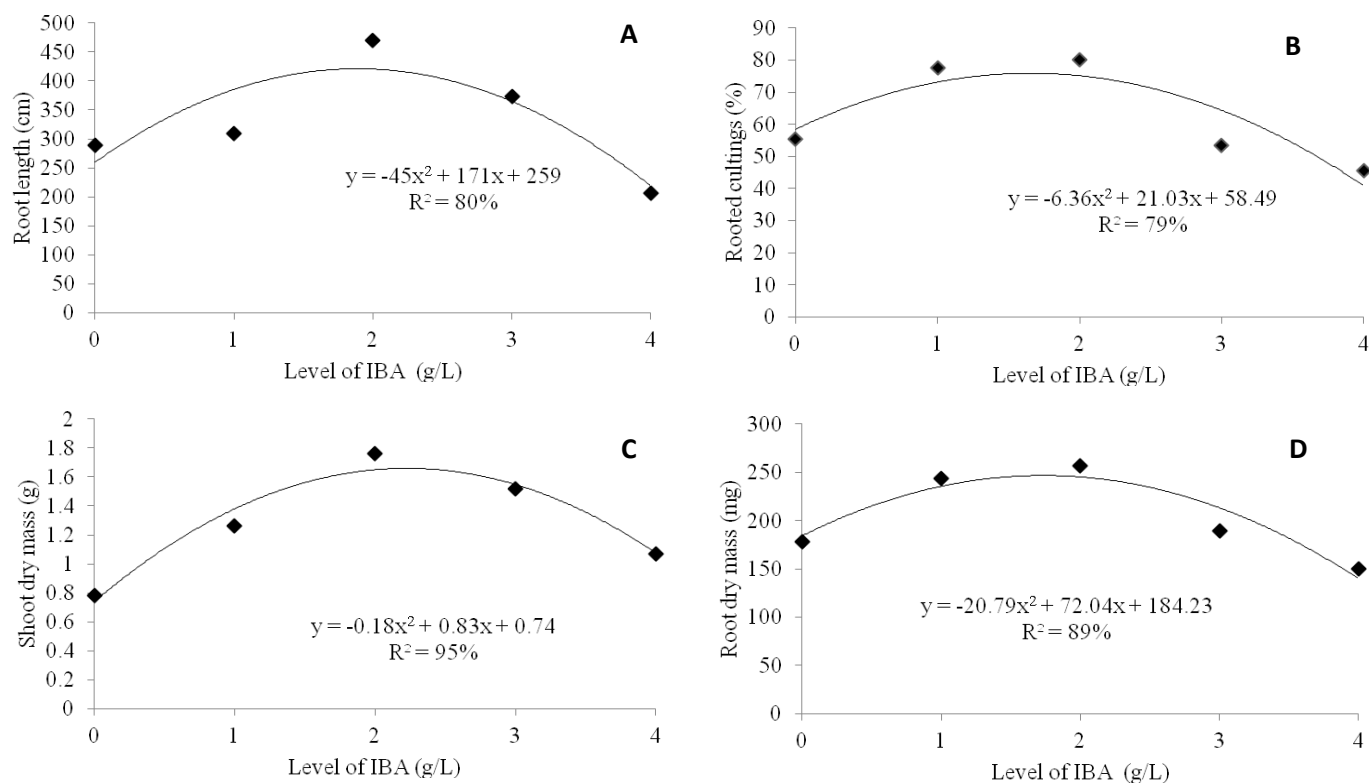 A
Root length (cm)
500
450
400
350
300
250
200
150
100
50
0
y = -45x² + 171x + 259
R² = 80%
0 1 2 3 4
Level of IBA (g/L)
B
Rooted cultings (%)
90
80
70
60
50
40
30
20
10
0
y = -6.36x² + 21.03x + 58.49
R² = 79%
0 1 2 3 4
Level of IBA (g/L)
C
Shoot dry mass (g)
2
1.8
1.6
1.4
1.2
1
0.8
0.6
0.4
0.2
0
y = -0.18x² + 0.83x + 0.74
R² = 95%
0 1 2 3 4
Level of IBA (g/L)
D
Root dry mass (mg)
300
250
200
150
100
50
0
y = -20.79x² + 72.04x + 184.23
R² = 89%
0 1 2 3 4
Level of IBA (g/L)